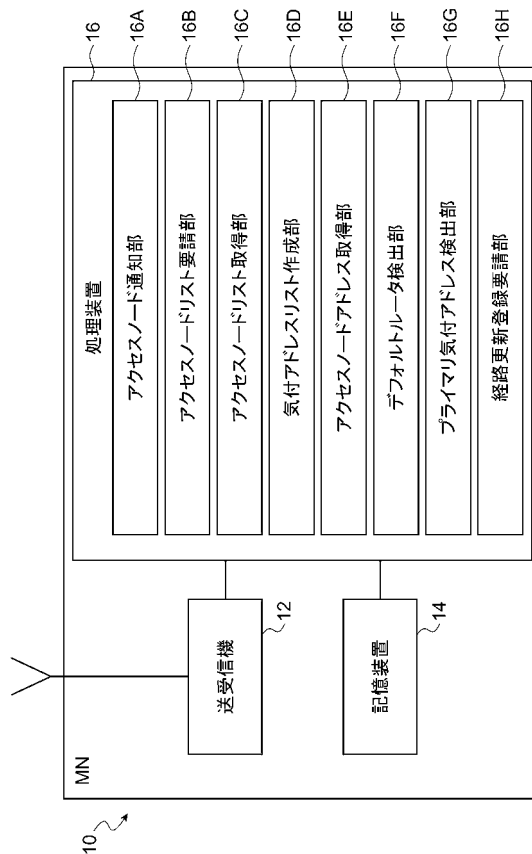 10
MN
送受信機
12
記憶装置
14
処理装置
16
アクセスノード通知部
16A
アクセスノードリスト要請部
16B
アクセスノードリスト取得部
16C
気付アドレスリスト作成部
16D
アクセスノードアドレス取得部
16E
デフォルトルータ検出部
16F
プライマリ気付アドレス検出部
16G
経路更新登録要請部
16H